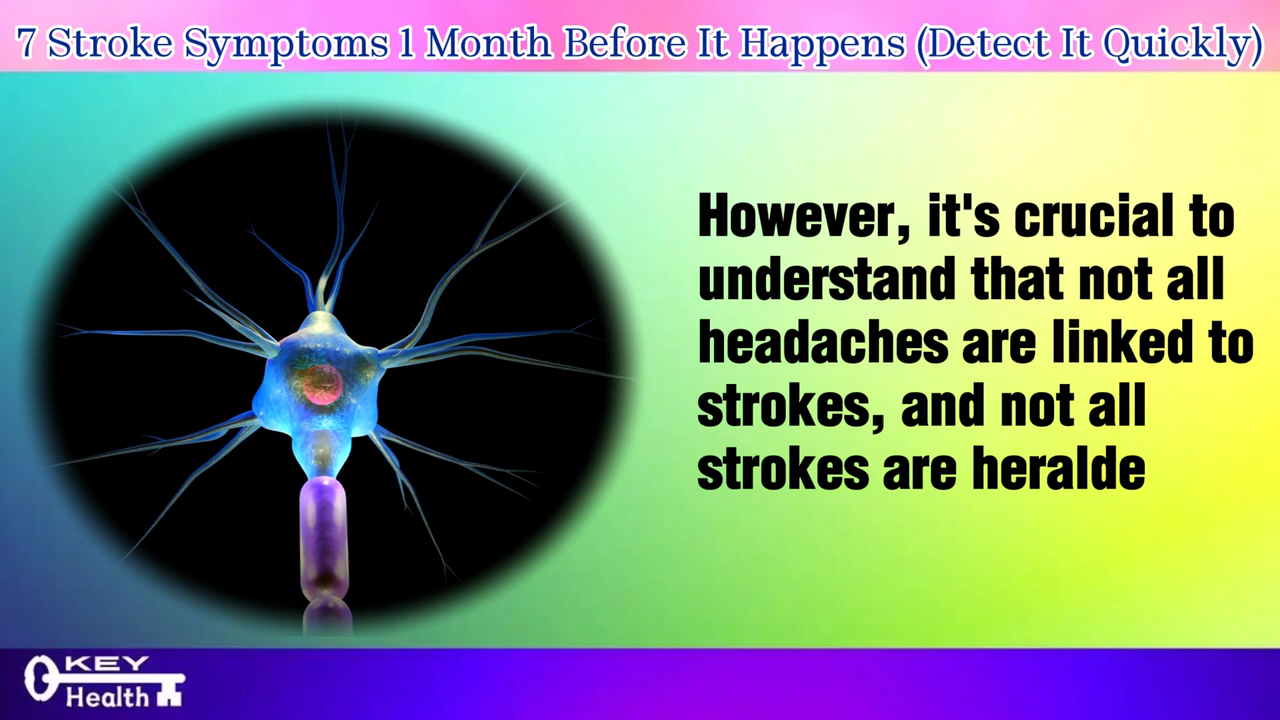 7 Stroke Symptoms 1 Month Before It Happens (Detect It Quickly)
However, it's crucial to
understand that not all
headaches are linked to
strokes, and not all
strokes are heralde
KEY
Health